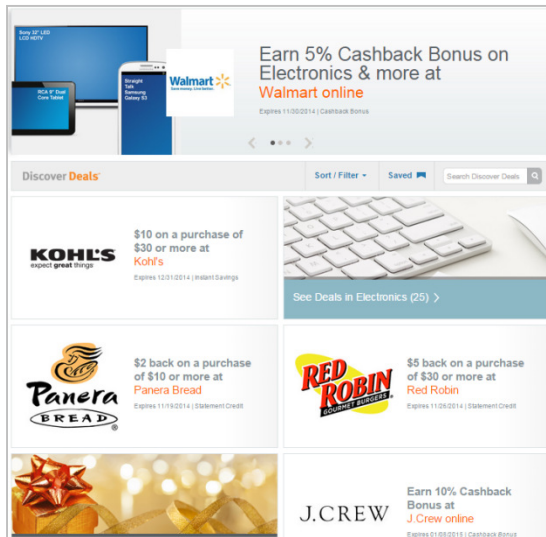 Sony 32" LED
LCD HDTV
RCA 8" Dual
Core Tablet
Straight
Talk
Samsung
Galaxy S3
Walmart
Save money. Live better.
Earn 5% Cashback Bonus on
Electronics & more at
Walmart online
Expires 11/30/2014 | Cashback Bonus
Discover Deals
Sort / Filter
Saved
Search Discover Deals
KOHL'S
expect great things
$10 on a purchase of
$30 or more at
Kohl's
Expires 12/31/2014 | Instant Savings
See Deals in Electronics (25) >
Panera
BREAD®
$2 back on a purchase
of $10 or more at
Panera Bread
Expires 11/19/2014 | Statement Credit
RED
ROBIN
GOURMET BURGERS
$5 back on a purchase
of $30 or more at
Red Robin
Expires 11/26/2014 | Statement Credit
J.CREW
Earn 10% Cashback
Bonus at
J.Crew online
Expires 01/08/2015 | Cashback Bonus